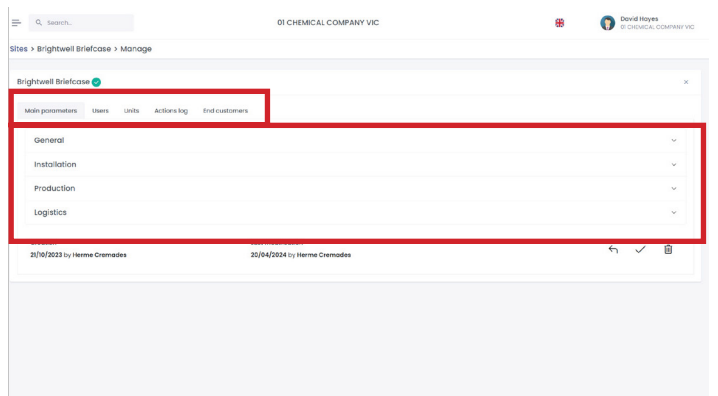 Search...
01 CHEMICAL COMPANY VIC
David Hayes
01 CHEMICAL COMPANY VIC
Sites > Brightwell Briefcase > Manage
Brightwell Briefcase
Main parameters Users Units Actions log End customers
General
Installation
Production
Logistics
21/10/2023 by Herme Cremades
20/04/2024 by Herme Cremades